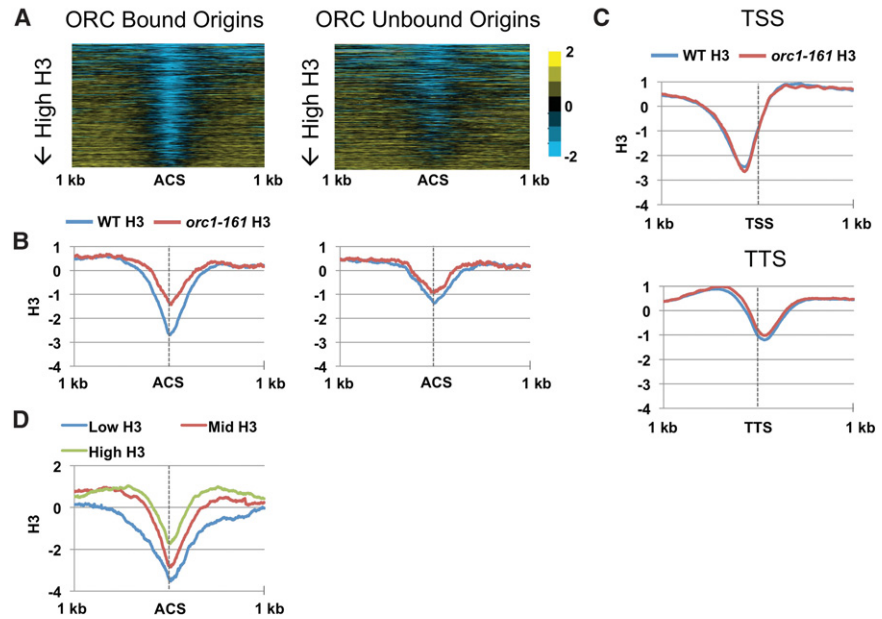 A
ORC Bound Origins
ORC Unbound Origins
← High H3
← High H3
2
0
-2
1 kb ACS 1 kb
1 kb ACS 1 kb
WT H3 orc1-161 H3
B
H3
1
0
-1
-2
-3
-4
1 kb ACS 1 kb
1
0
-1
-2
-3
-4
1 kb ACS 1 kb
C
TSS
WT H3 orc1-161 H3
H3
1
0
-1
-2
-3
-4
1 kb TSS 1 kb
TTS
1
0
-1
-2
-3
-4
1 kb TTS 1 kb
D
Low H3 Mid H3
High H3
H3
2
0
-2
-4
1 kb ACS 1 kb